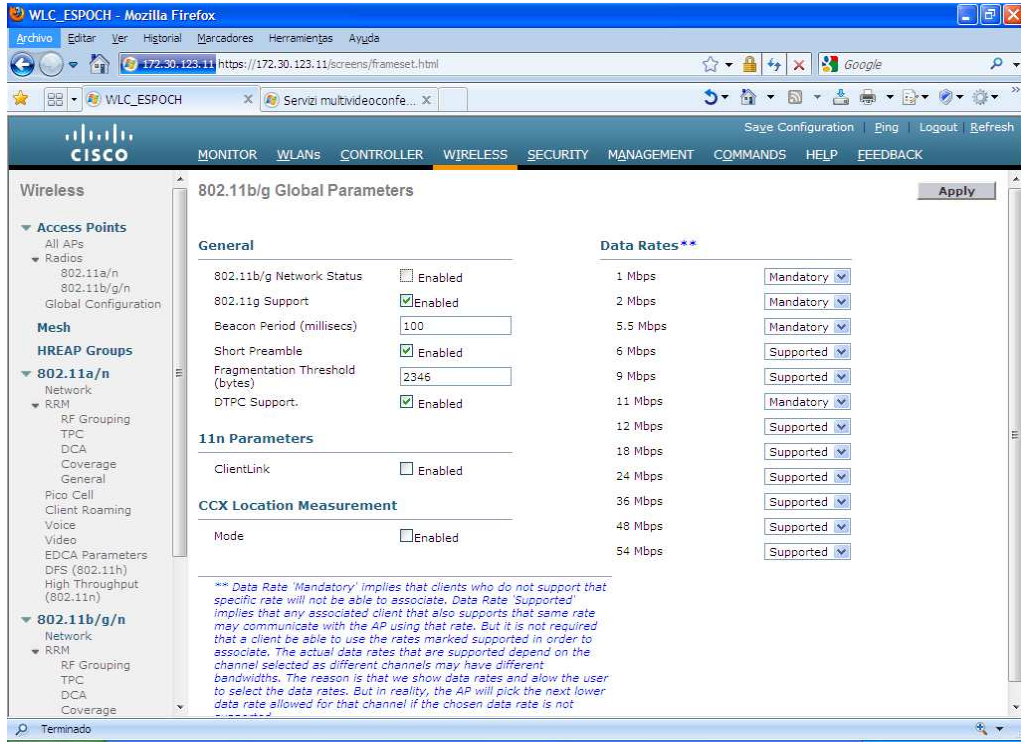 WLC_ESPOCH - Mozilla Firefox
Archivo Editar Ver Historial Marcadores Herramientas Ayuda
172.30.123.11 https://172.30.123.11/screens/frameset.html
Google
WLC_ESPOCH
Servizi multivideoconfe...
Save Configuration Ping Logout Refresh
CISCO
MONITOR WLANs CONTROLLER WIRELESS SECURITY MANAGEMENT COMMANDS HELP FEEDBACK
Wireless
Access Points
All APs
Radios
802.11a/n
802.11b/g/n
Global Configuration
Mesh
HREAP Groups
802.11a/n
Network
RRM
RF Grouping
TPC
DCA
Coverage
General
Pico Cell
Client Roaming
Voice
Video
EDCA Parameters
DFS (802.11h)
High Throughput
(802.11n)
802.11b/g/n
Network
RRM
RF Grouping
TPC
DCA
Coverage
802.11b/g Global Parameters
Apply
General
802.11b/g Network Status Enabled
802.11g Support Enabled
Beacon Period (millisecs) 100
Short Preamble Enabled
Fragmentation Threshold
(bytes) 2346
DTPC Support. Enabled
11n Parameters
ClientLink Enabled
CCX Location Measurement
Mode Enabled
Data Rates**
1 Mbps Mandatory
2 Mbps Mandatory
5.5 Mbps Mandatory
6 Mbps Supported
9 Mbps Supported
11 Mbps Mandatory
12 Mbps Supported
18 Mbps Supported
24 Mbps Supported
36 Mbps Supported
48 Mbps Supported
54 Mbps Supported
** Data Rate 'Mandatory' implies that clients who do not support that
specific rate will not be able to associate. Data Rate 'Supported'
implies that any associated client that also supports that same rate
may communicate with the AP using that rate. But it is not required
that a client be able to use the rates marked supported in order to
associate. The actual data rates that are supported depend on the
channel selected as different channels may have different
bandwidths. The reason is that we show data rates and alow the user
to select the data rates. But in reality, the AP will pick the next lower
data rate allowed for that channel if the chosen data rate is not
Terminado